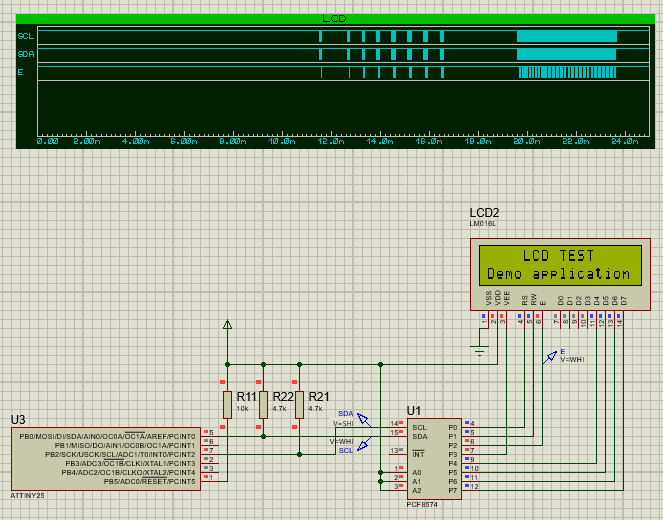 LCD
SCL
SDA
E
0.00 2.00m 4.00m 6.00m 8.00m 10.0m 12.0m 14.0m 16.0m 18.0m 20.0m 22.0m 24.0m
LCD2
LM016L
LCD TEST
Demo application
VSS VDD VEE RS RW E D0 D1 D2 D3 D4 D5 D6 D7
1 2 3 4 5 6 7 8 9 10 11 12 13 14
E
V=WHI
R11
10k
R22
4.7k
R21
4.7k
SDA
V=SHI
V=WHI
SCL
U3
PB0/MOSI/DI/SDA/AIN0/OC0A/OC1A/AREF/PCINT0 5
PB1/MISO/DO/AIN1/OC0B/OC1A/PCINT1 6
PB2/SCK/USCK/SCL/ADC1/T0/INT0/PCINT2 7
PB3/ADC3/OC1B/CLKI/XTAL1/PCINT3 2
PB4/ADC2/OC1B/CLKO/XTAL2/PCINT4 3
PB5/ADC0/RESET/PCINT5 1
ATTINY25
U1
14 SCL P0 4
15 SDA P1 5
P2 6
13 INT P3 7
P4 9
1 A0 P5 10
2 A1 P6 11
3 A2 P7 12
PCF8574